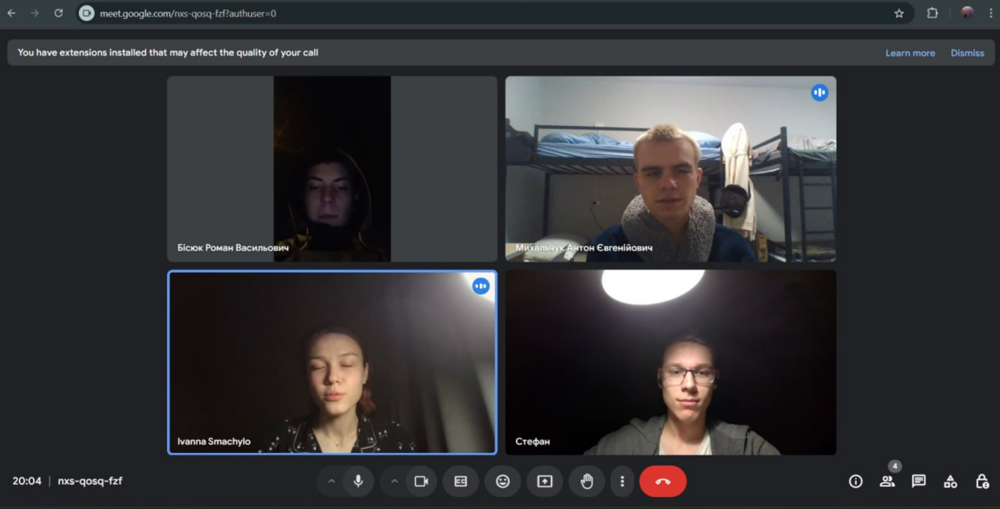 meet.google.com/nxs-qosq-fzf?authuser=0
You have extensions installed that may affect the quality of your call
Learn more
Dismiss
Бісюк Роман Васильович
Михальчук Антон Євгенійович
Ivanna Smachylo
Стефан
4
20:04 | nxs-qosq-fzf
CC